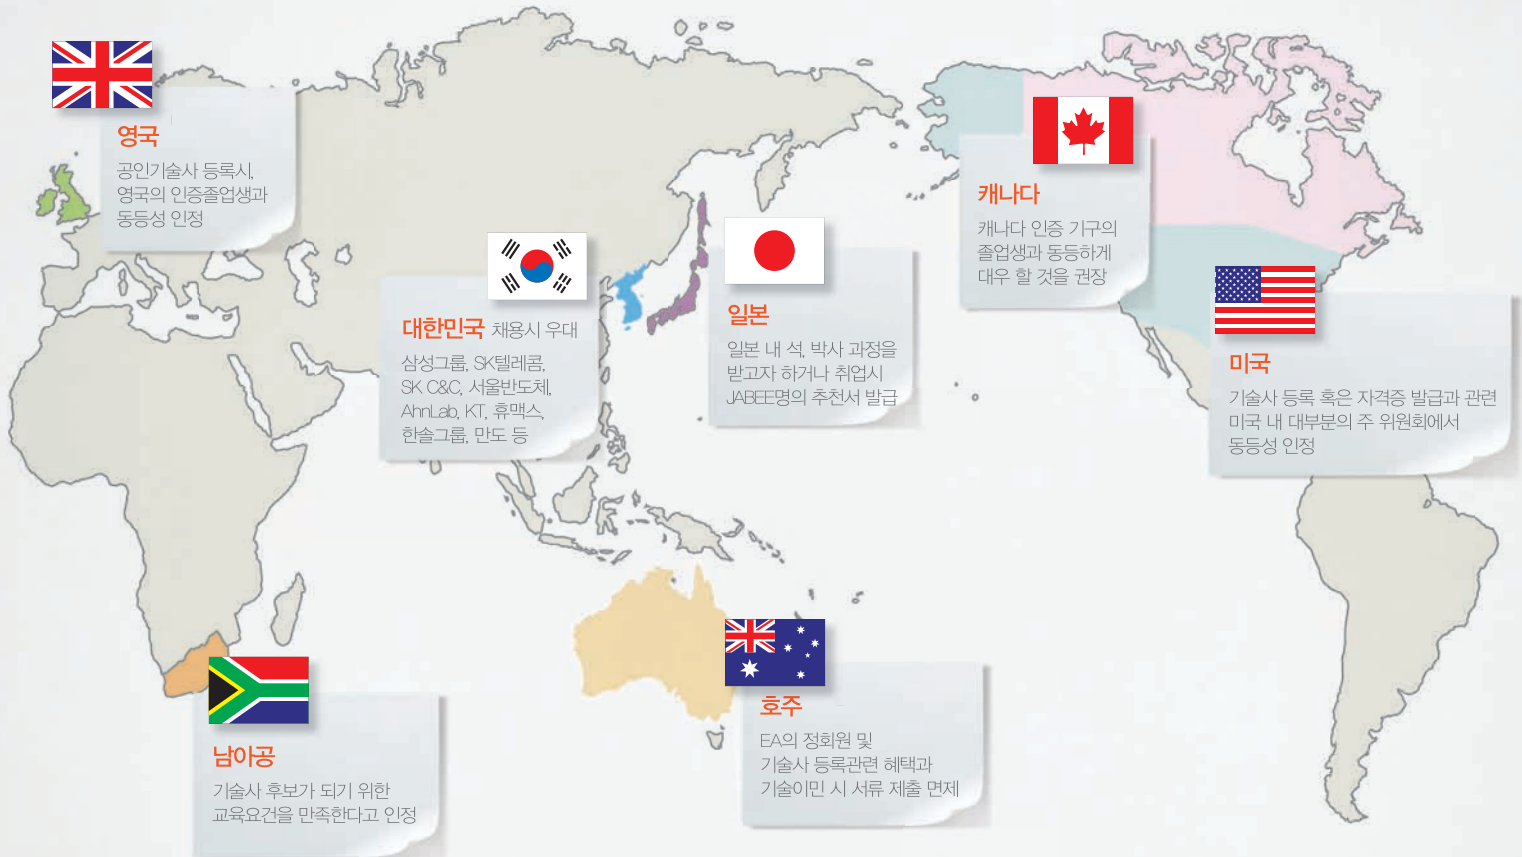 영국
공인기술사 등록시,
영국의 인증졸업생과
동등성 인정
대한민국 채용시 우대
삼성그룹, SK텔레콤,
SK C&C, 서울반도체,
AhnLab, KT, 휴맥스,
한솔그룹, 만도 등
일본
일본 내 석, 박사 과정을
받고자 하거나 취업시
JABEE명의 추천서 발급
캐나다
캐나다 인증 기구의
졸업생과 동등하게
대우 할 것을 권장
미국
기술사 등록 혹은 자격증 발급과 관련
미국 내 대부분의 주 위원회에서
동등성 인정
남아공
기술사 후보가 되기 위한
교육요건을 만족한다고 인정
호주
EA의 정회원 및
기술사 등록관련 혜택과
기술이민 시 서류 제출 면제